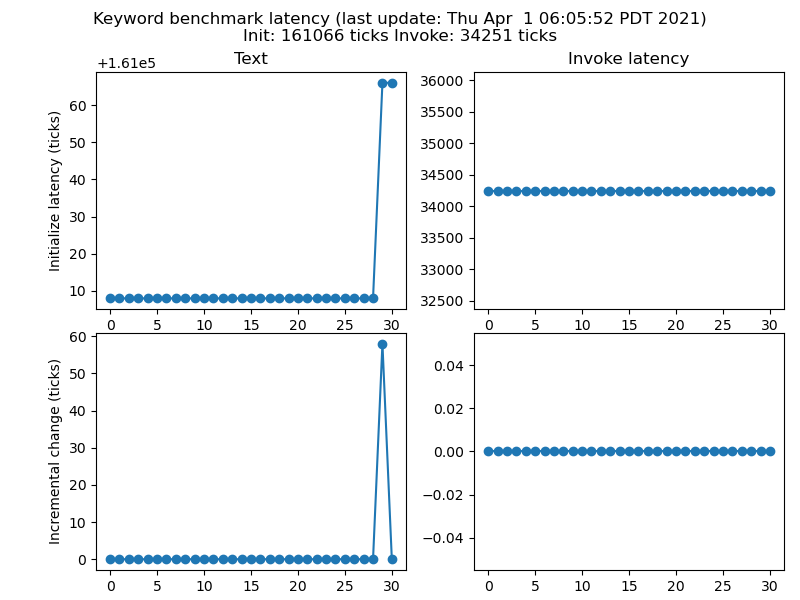 Keyword benchmark latency (last update: Thu Apr  1 06:05:52 PDT 2021)
Init: 161066 ticks Invoke: 34251 ticks
Text
+1.61e5
Initialize latency (ticks)
60
50
40
30
20
10
0 5 10 15 20 25 30
Invoke latency
36000
35500
35000
34500
34000
33500
33000
32500
0 5 10 15 20 25 30
Incremental change (ticks)
60
50
40
30
20
10
0
0 5 10 15 20 25 30
0.04
0.02
0.00
−0.02
−0.04
0 5 10 15 20 25 30